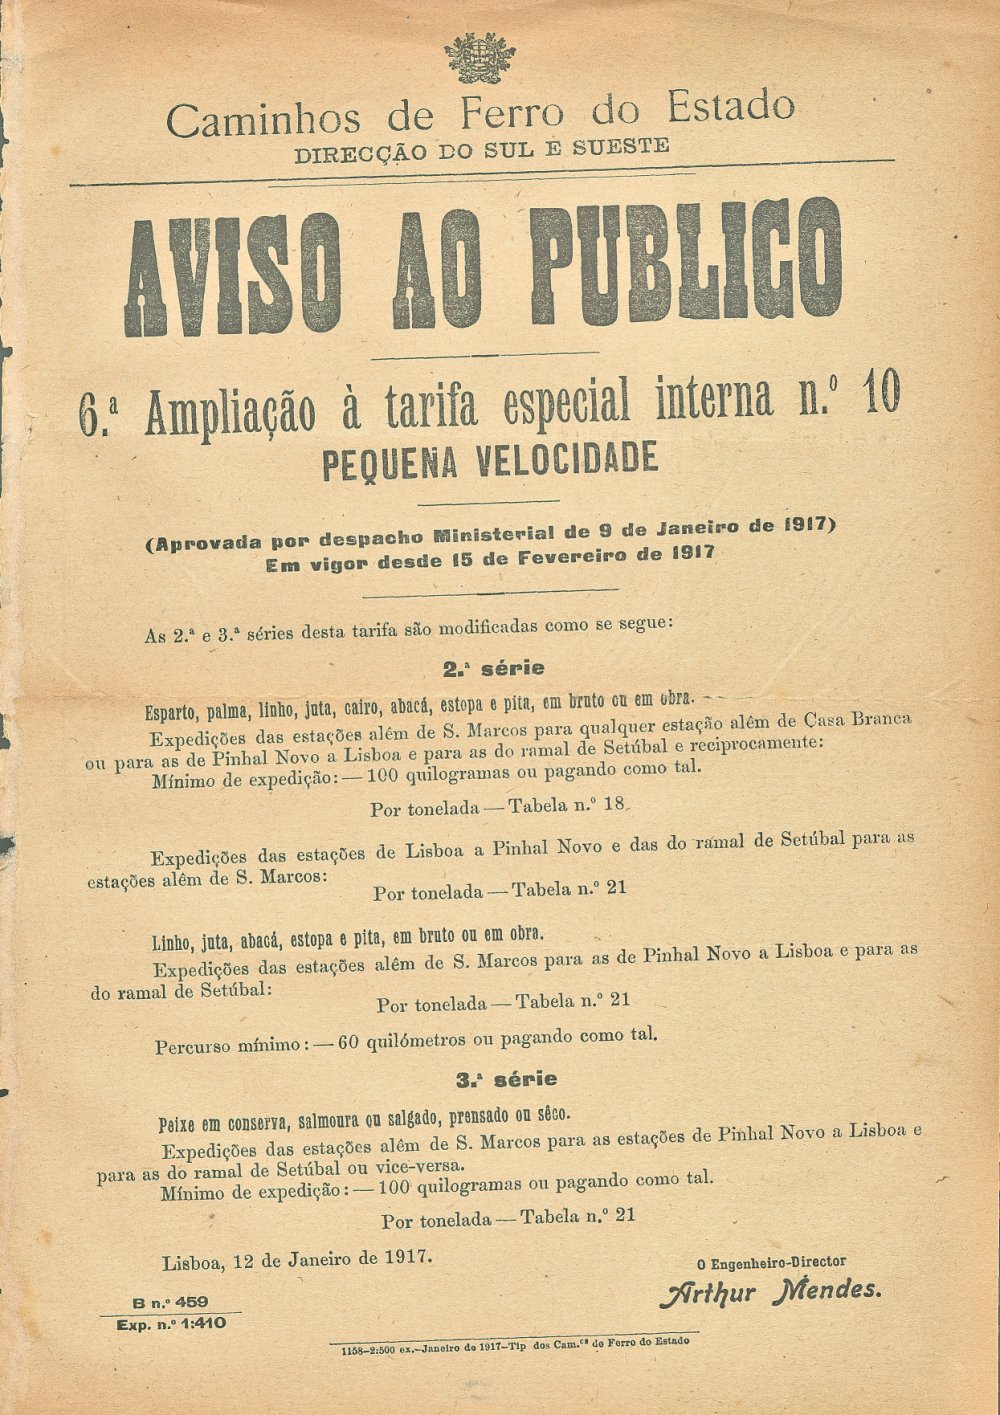 Caminhos de Ferro do Estado
DIRECÇÃO DO SUL E SUESTE
AVISO AO PUBLICO
6.ª Ampliação à tarifa especial interna n.º 10
PEQUENA VELOCIDADE
(Aprovada por despacho Ministerial de 9 de Janeiro de 1917)
Em vigor desde 15 de Fevereiro de 1917
As 2.ª e 3.ª séries desta tarifa são modificadas como se segue:
2.ª série
Esparto, palma, linho, juta, cairo, abacá, estopa e pita, em bruto ou em obra.
Expedições das estações alêm de S. Marcos para qualquer estação alêm de Casa Branca
ou para as de Pinhal Novo a Lisboa e para as do ramal de Setúbal e reciprocamente:
Mínimo de expedição: — 100 quilogramas ou pagando como tal.
Por tonelada — Tabela n.º 18
Expedições das estações de Lisboa a Pinhal Novo e das do ramal de Setúbal para as
estações alêm de S. Marcos:
Por tonelada — Tabela n.º 21
Linho, juta, abacá, estopa e pita, em bruto ou em obra.
Expedições das estações alêm de S. Marcos para as de Pinhal Novo a Lisboa e para as
do ramal de Setúbal:
Por tonelada — Tabela n.º 21
Percurso mínimo: — 60 quilómetros ou pagando como tal.
3.ª série
Peixe em conserva, salmoura ou salgado, prensado ou sêco.
Expedições das estações alêm de S. Marcos para as estações de Pinhal Novo a Lisboa e
para as do ramal de Setúbal ou vice-versa.
Mínimo de expedição: — 100 quilogramas ou pagando como tal.
Por tonelada — Tabela n.º 21
Lisboa, 12 de Janeiro de 1917.
O Engenheiro-Director
Arthur Mendes.
B n.º 459
Exp. n.º 1:410
1158-2:500 ex.-Janeiro de 1917-Tip dos Cam.ºs de Ferro do Estado